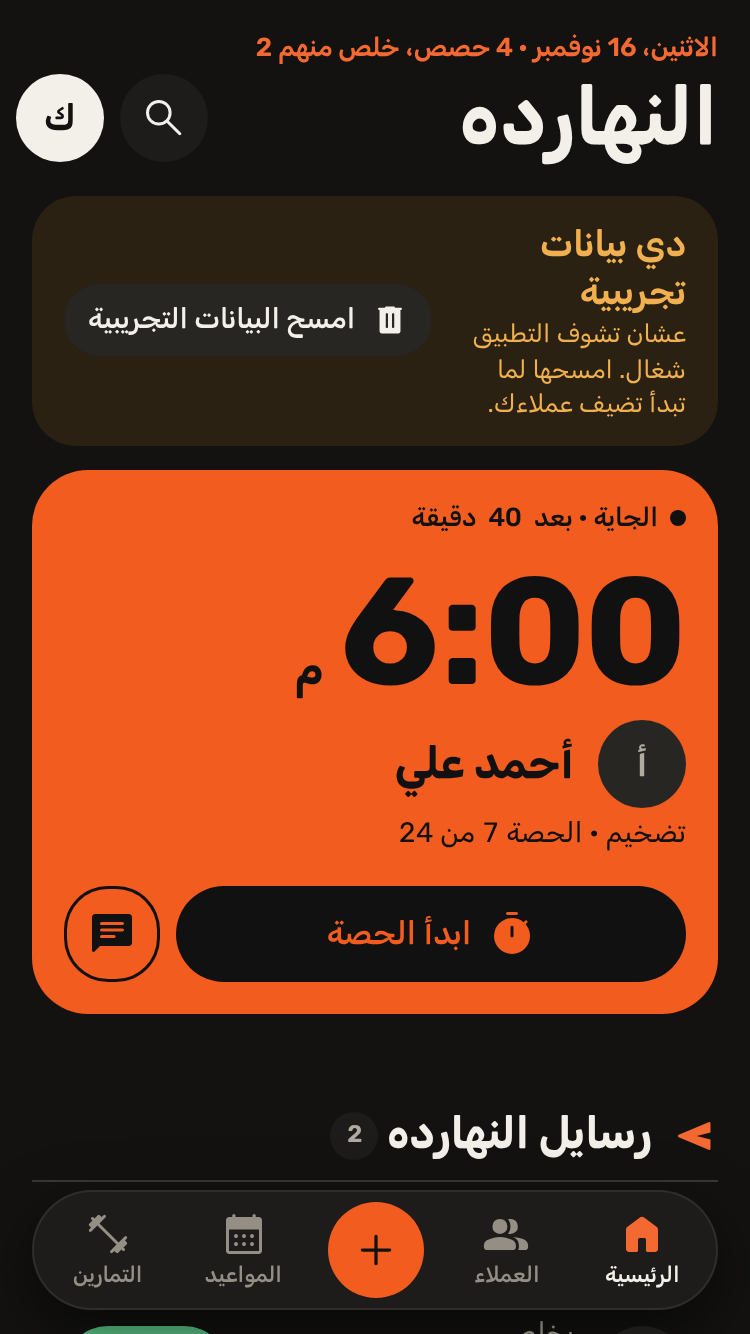 الاثنين، 16 نوفمبر • 4 حصص، خلص منهم 2
النهارده
ك
دي بيانات
تجريبية
عشان تشوف التطبيق
شغال. امسحها لما
تبدأ تضيف عملاءك.
امسح البيانات التجريبية
الجاية • بعد 40 دقيقة
6:00 م
أ
أحمد علي
تضخيم • الحصة 7 من 24
ابدأ الحصة
رسايل النهارده 2
الرئيسية
العملاء
المواعيد
التمارين